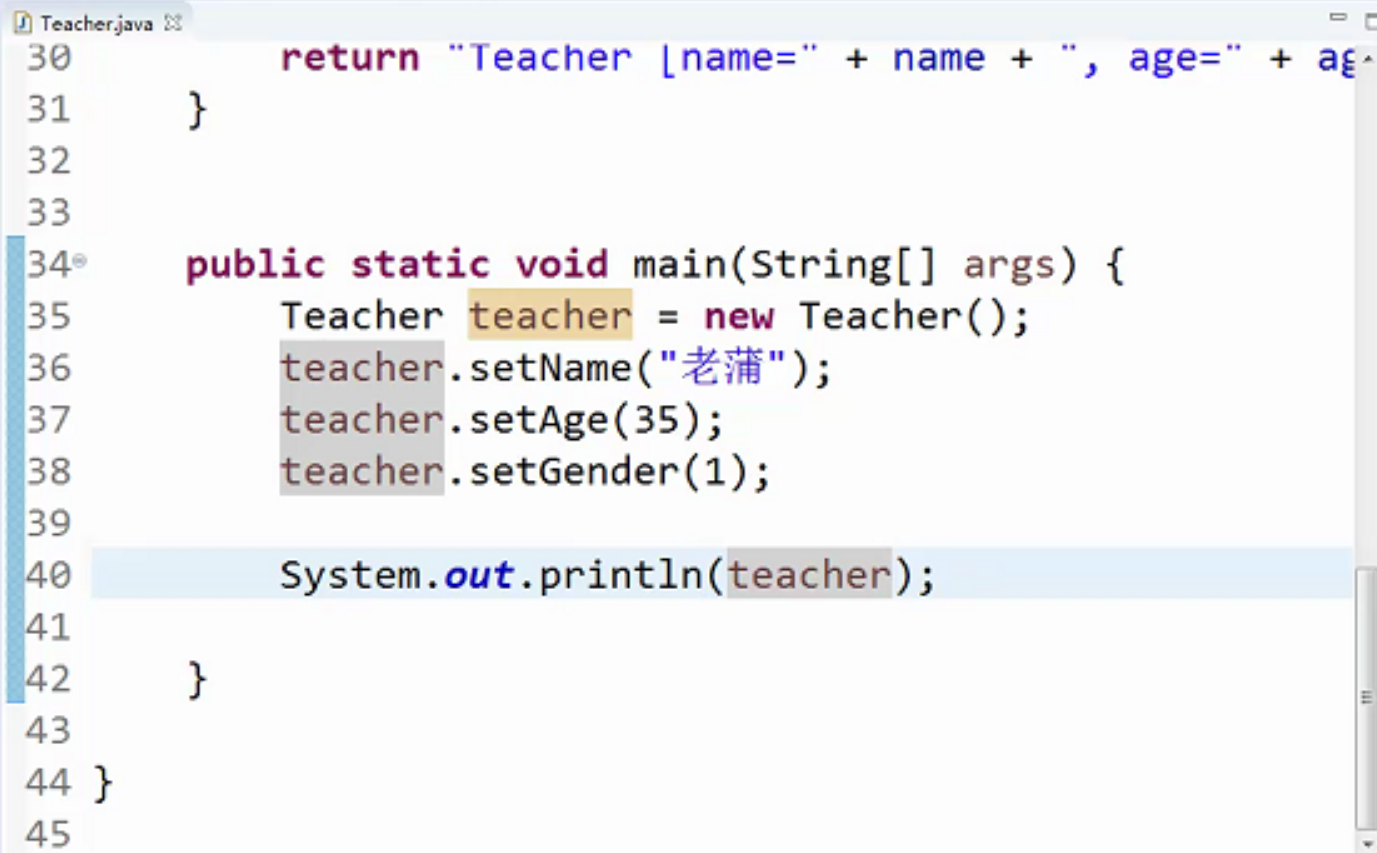 Teacher.java
30 return "Teacher [name=" + name + ", age=" + ag
31 }
32
33
34 public static void main(String[] args) {
35 Teacher teacher = new Teacher();
36 teacher.setName("老蒲");
37 teacher.setAge(35);
38 teacher.setGender(1);
39
40 System.out.println(teacher);
41
42 }
43
44 }
45